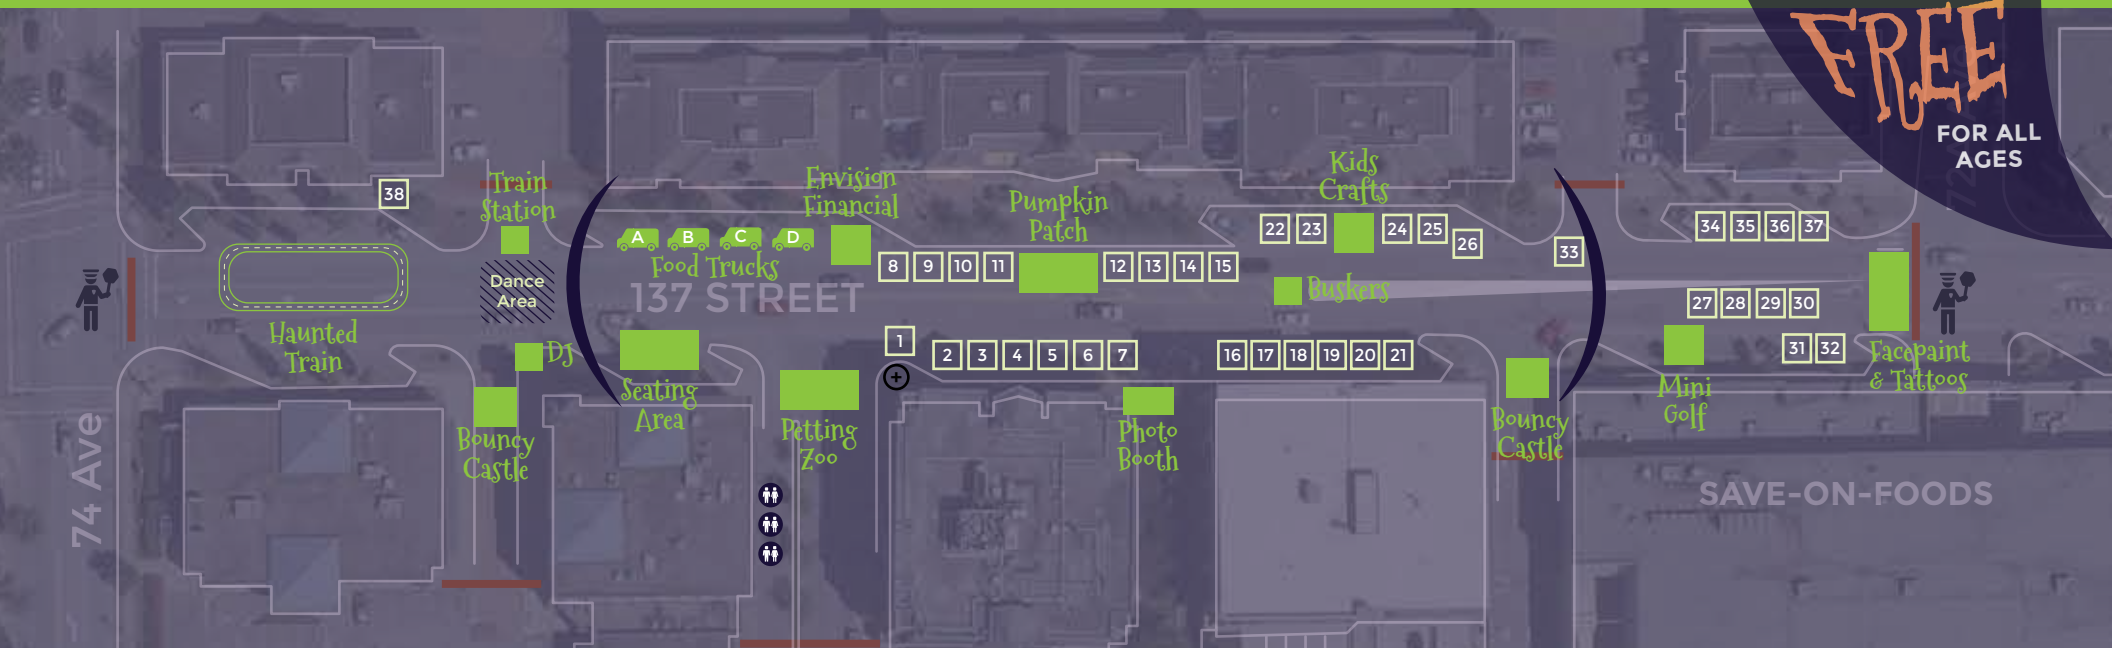 FREE
FOR ALL
AGES
38
Train
Station
Dance
Area
Haunted
Train
DJ
Bouncy
Castle
74 Ave
A B C D
Food Trucks
137 STREET
Envision
Financial
8 9 10 11
Pumpkin
Patch
12 13 14 15
Seating
Area
Petting
Zoo
1
2 3 4 5 6 7
Photo
Booth
Kids
Crafts
22 23
24 25
26
Buskers
16 17 18 19 20 21
33
Bouncy
Castle
34 35 36 37
27 28 29 30
31 32
Mini
Golf
Facepaint
& Tattoos
SAVE-ON-FOODS